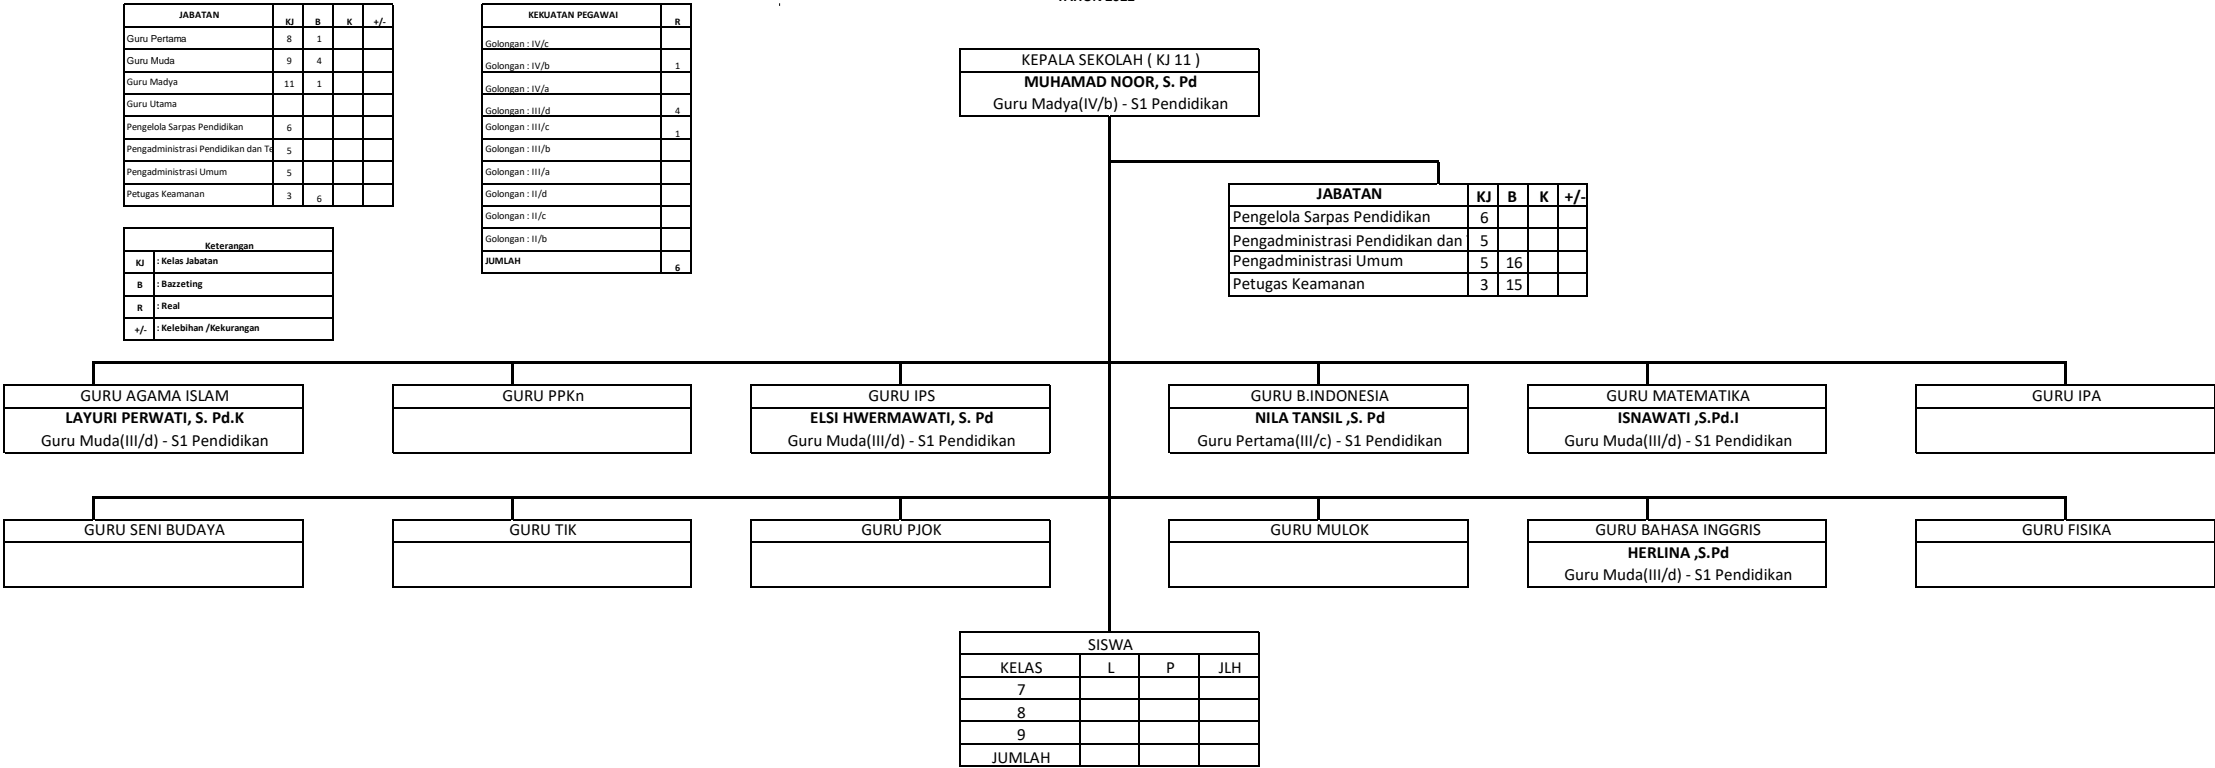 JABATAN KJ B K +/-
Guru Pertama 8 1
Guru Muda 9 4
Guru Madya 11 1
Guru Utama
Pengelola Sarpas Pendidikan 6
Pengadministrasi Pendidikan dan Te 5
Pengadministrasi Umum 5
Petugas Keamanan 3 6
Keterangan
KJ : Kelas Jabatan
B : Bazzeting
R : Real
+/- : Kelebihan /Kekurangan
KEKUATAN PEGAWAI R
Golongan : IV/c
Golongan : IV/b 1
Golongan : IV/a
Golongan : III/d 4
Golongan : III/c 1
Golongan : III/b
Golongan : III/a
Golongan : II/d
Golongan : II/c
Golongan : II/b
JUMLAH 6
KEPALA SEKOLAH ( KJ 11 )
MUHAMAD NOOR, S. Pd
Guru Madya(IV/b) - S1 Pendidikan
JABATAN KJ B K +/-
Pengelola Sarpas Pendidikan 6
Pengadministrasi Pendidikan dan 5
Pengadministrasi Umum 5 16
Petugas Keamanan 3 15
GURU AGAMA ISLAM
LAYURI PERWATI, S. Pd.K
Guru Muda(III/d) - S1 Pendidikan
GURU PPKn
GURU IPS
ELSI HWERMAWATI, S. Pd
Guru Muda(III/d) - S1 Pendidikan
GURU B.INDONESIA
NILA TANSIL ,S. Pd
Guru Pertama(III/c) - S1 Pendidikan
GURU MATEMATIKA
ISNAWATI ,S.Pd.I
Guru Muda(III/d) - S1 Pendidikan
GURU IPA
GURU SENI BUDAYA
GURU TIK
GURU PJOK
GURU MULOK
GURU BAHASA INGGRIS
HERLINA ,S.Pd
Guru Muda(III/d) - S1 Pendidikan
GURU FISIKA
SISWA
KELAS L P JLH
7
8
9
JUMLAH